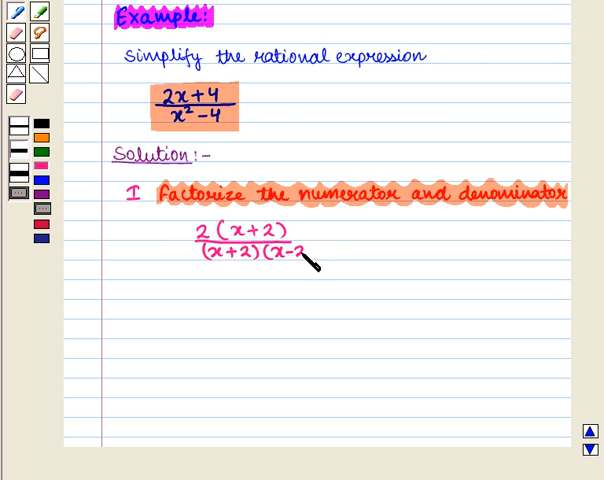 Example:
Simplify the rational expression
2x+4
x²-4
Solution:-
I Factorize the numerator and denominator
2(x+2)
(x+2)(x-2